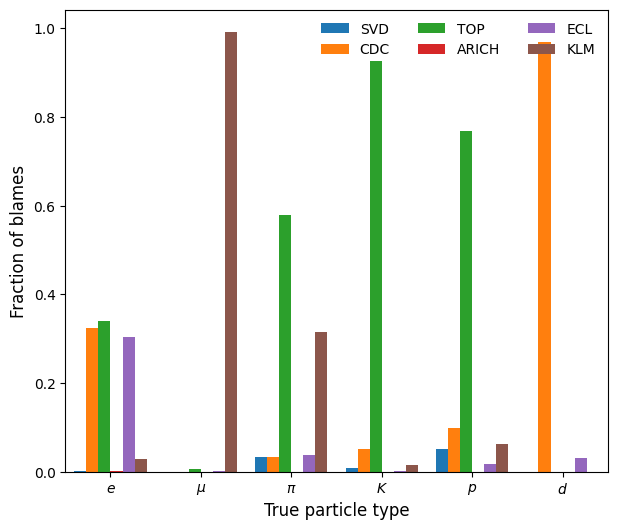 SVD TOP ECL
CDC ARICH KLM
1.0
0.8
0.6
0.4
0.2
0.0
Fraction of blames
e μ π K p d
True particle type